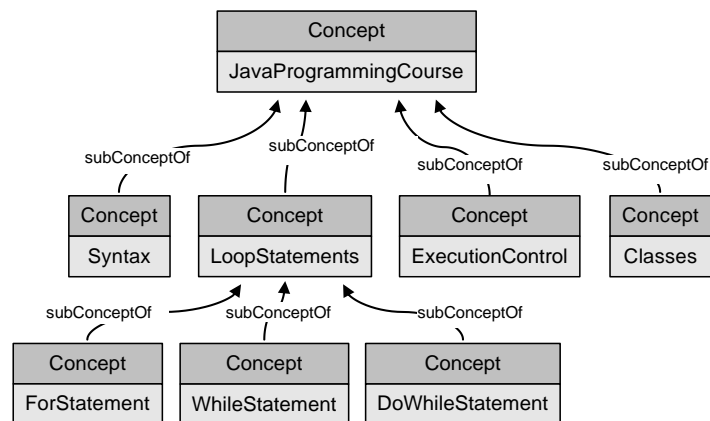 Concept
JavaProgrammingCourse
subConceptOf
subConceptOf
subConceptOf
subConceptOf
Concept
Syntax
Concept
LoopStatements
Concept
ExecutionControl
Concept
Classes
subConceptOf
subConceptOf
subConceptOf
Concept
ForStatement
Concept
WhileStatement
Concept
DoWhileStatement